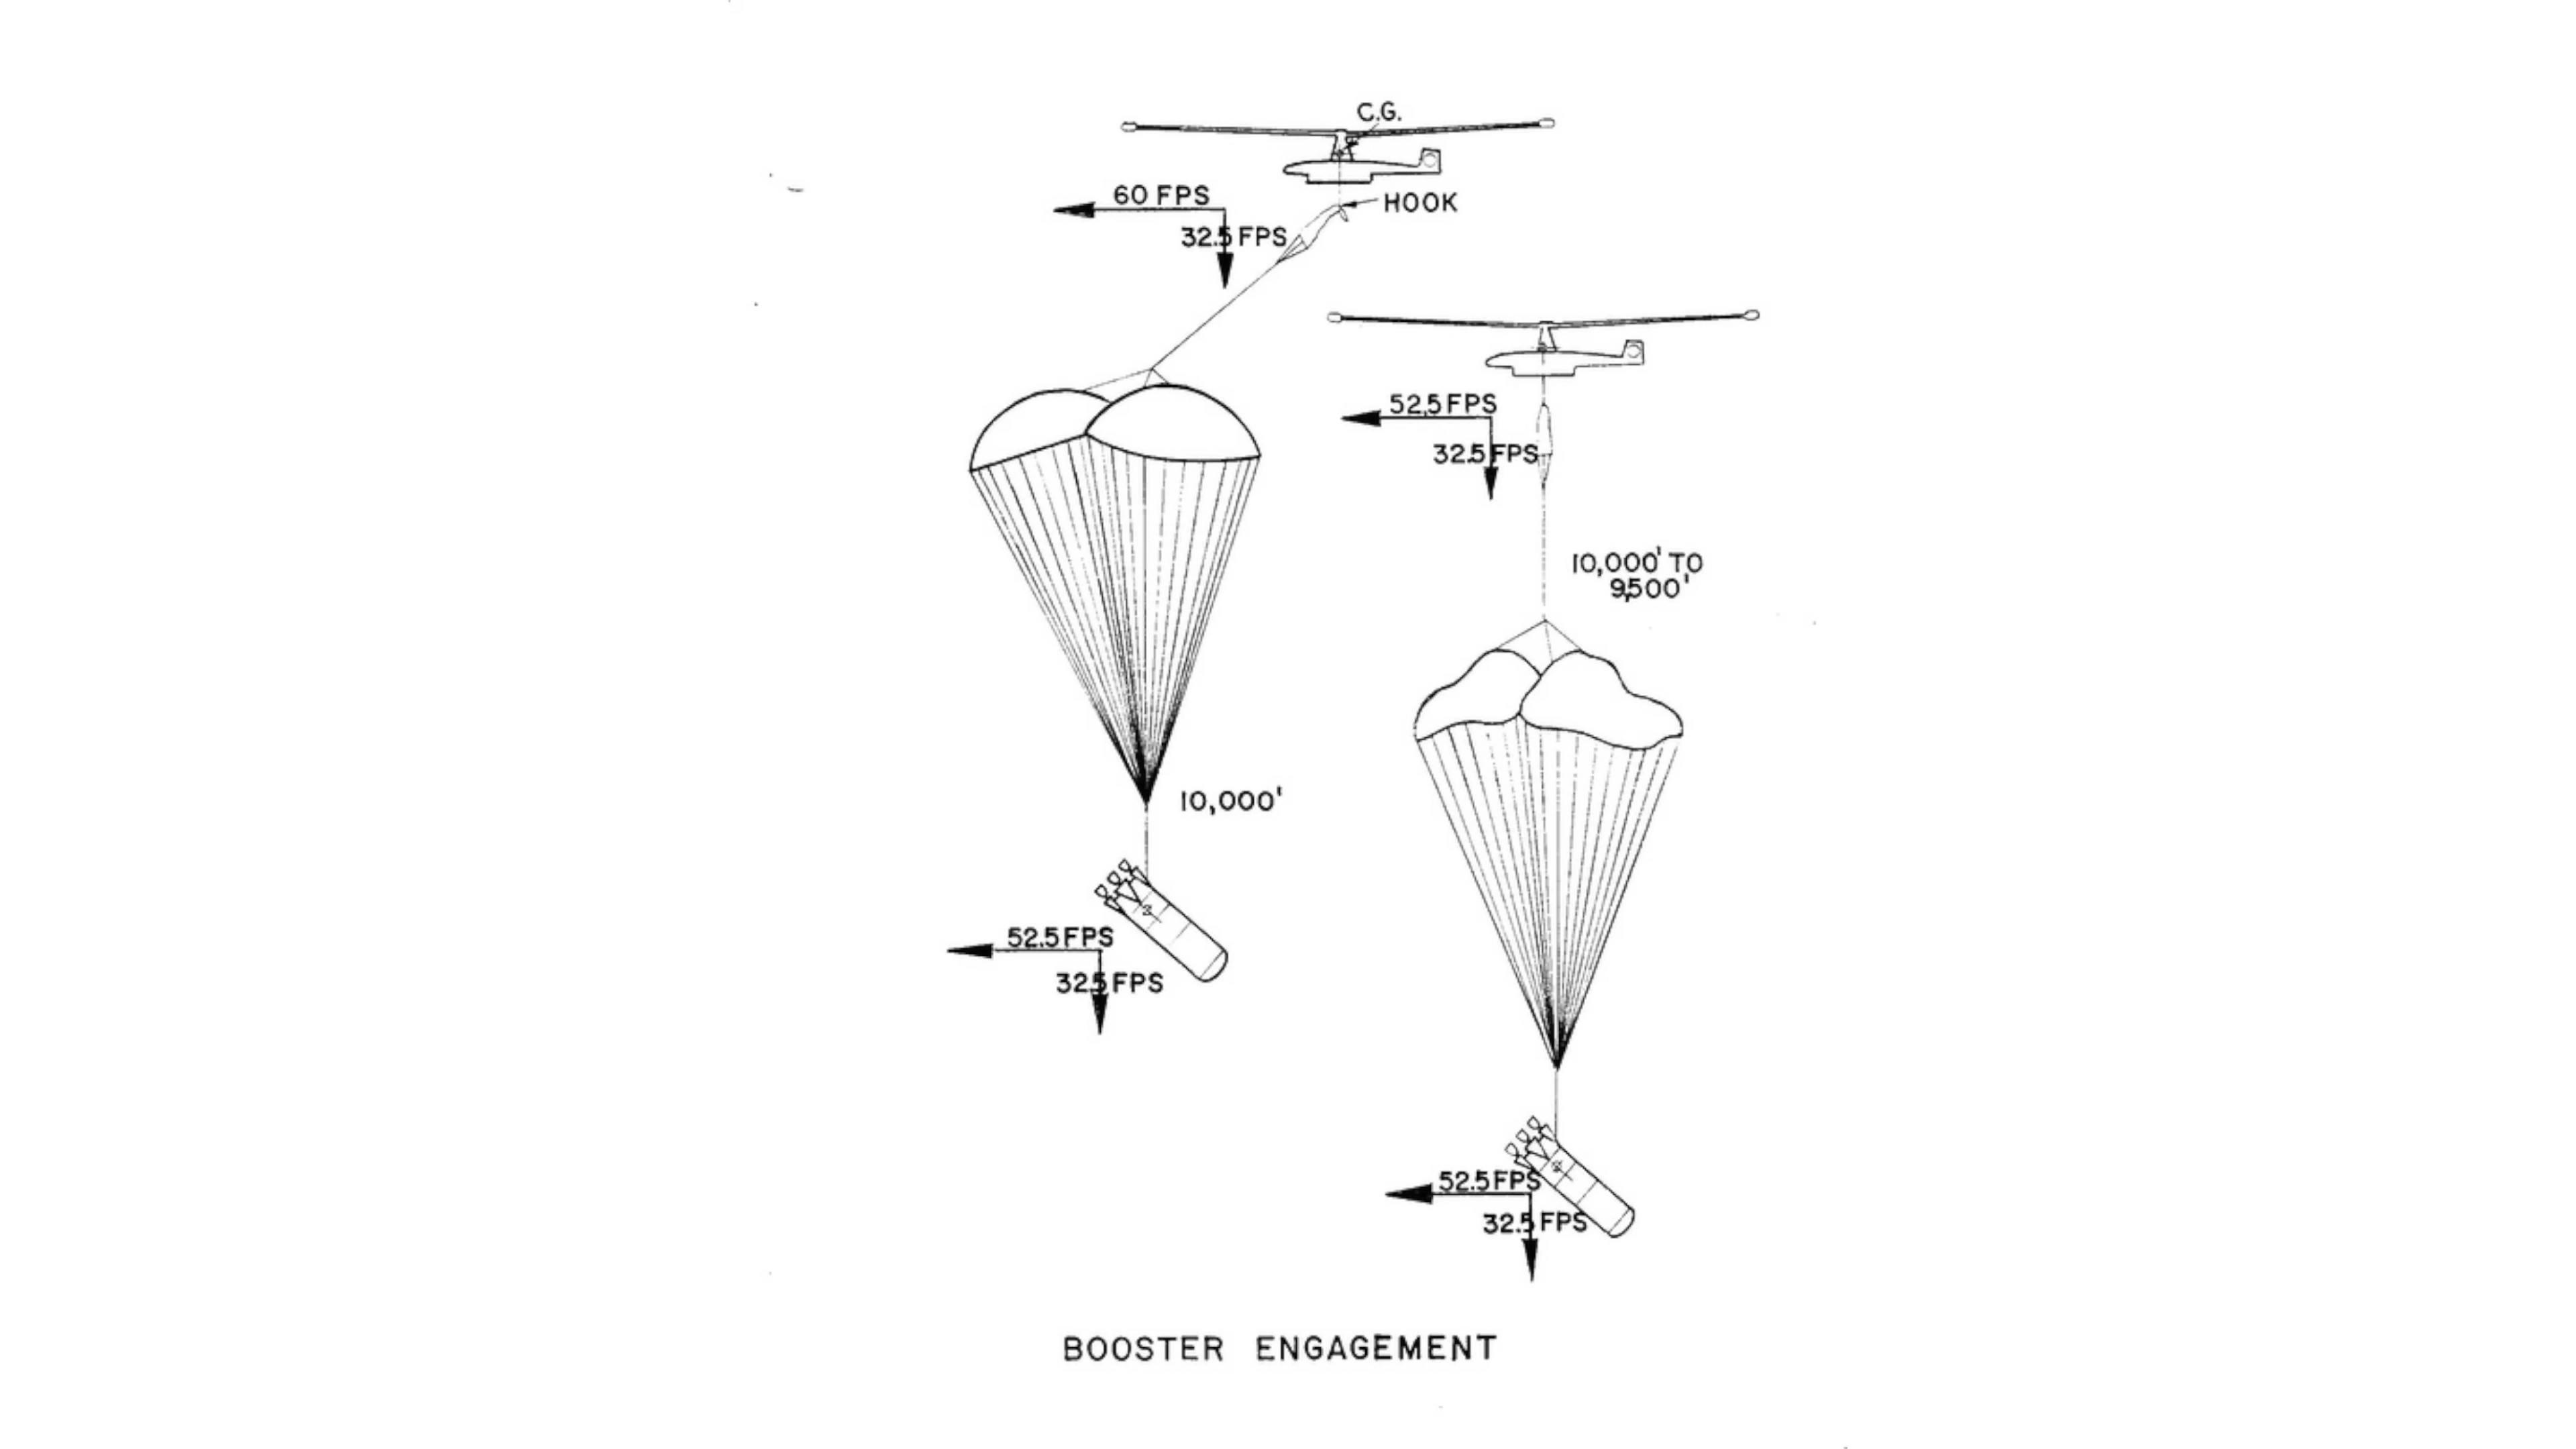 C.G.
60 FPS
HOOK
32.5 FPS
52.5 FPS
32.5 FPS
10,000' TO
9,500'
10,000'
52.5 FPS
32.5 FPS
52.5 FPS
32.5 FPS
BOOSTER ENGAGEMENT